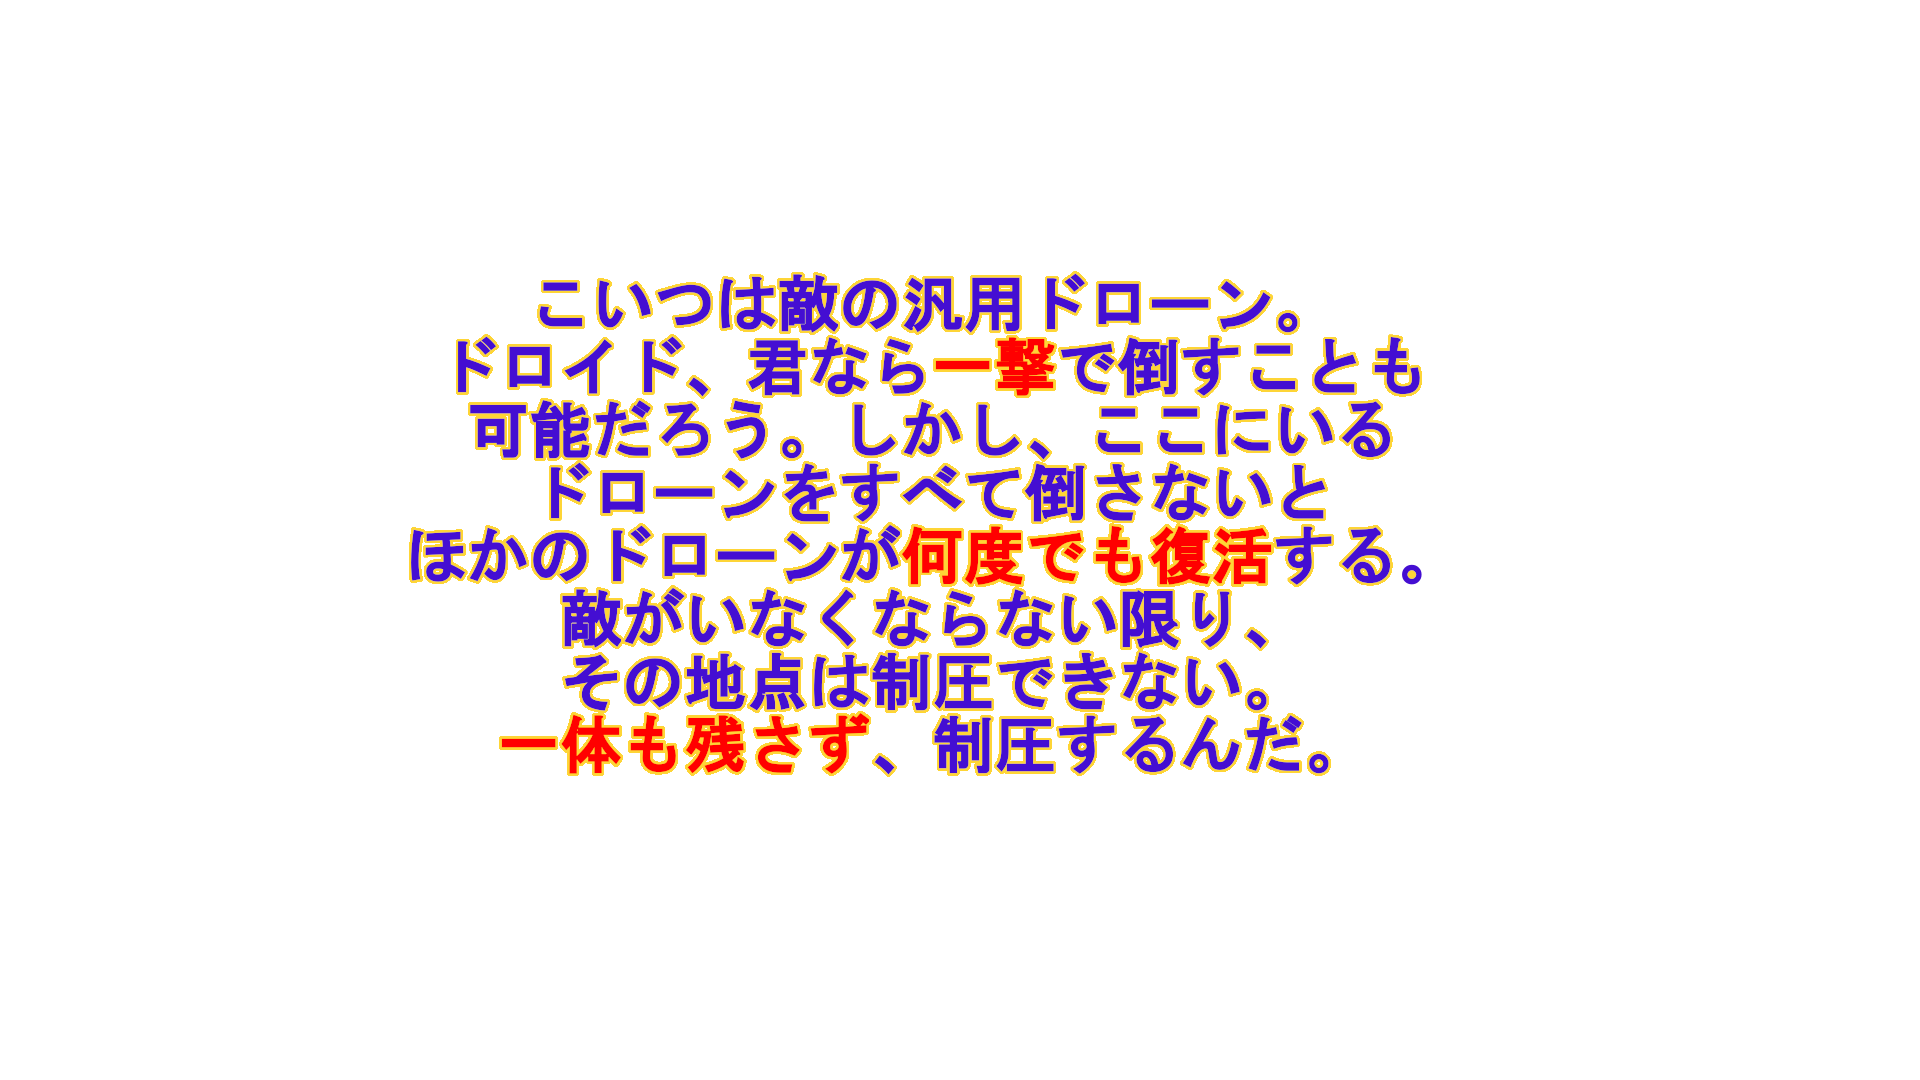 こいつは敵の汎用ドローン。
ドロイド、君なら一撃で倒すことも
可能だろう。しかし、ここにいる
ドローンをすべて倒さないと
ほかのドローンが何度でも復活する。
敵がいなくならない限り、
その地点は制圧できない。
一体も残さず、制圧するんだ。